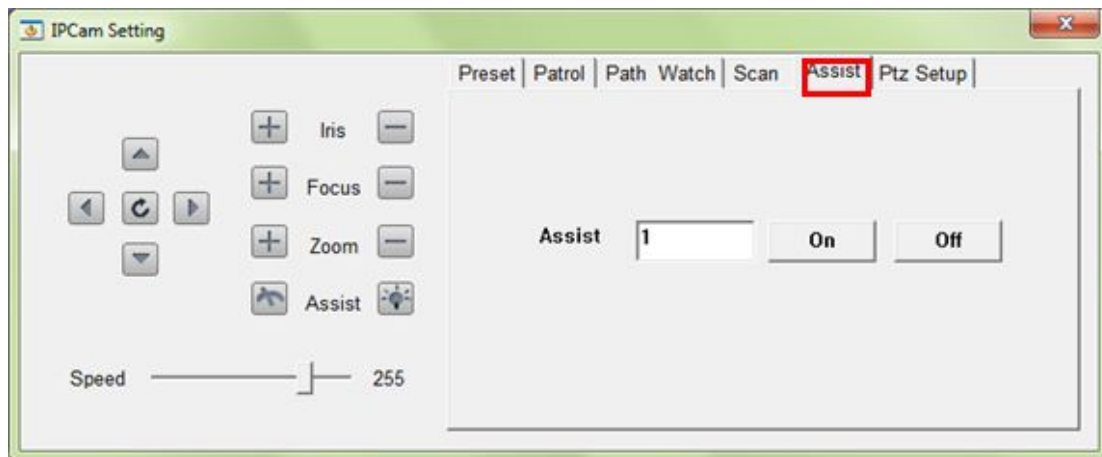 IPCam Setting
Preset Patrol Path Watch Scan Assist Ptz Setup
Iris
Focus
Zoom
Assist
Speed 255
Assist 1 On Off